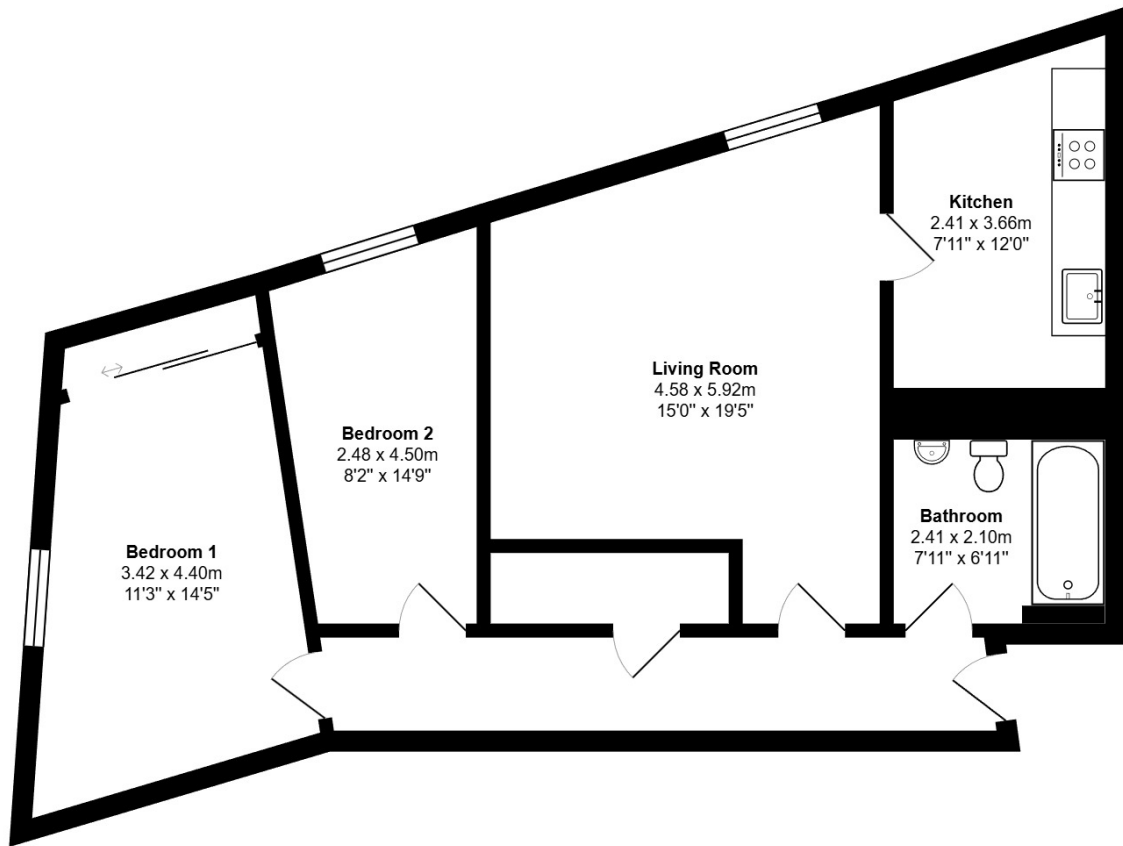 Kitchen
2.41 x 3.66m
7'11" x 12'0"
Living Room
4.58 x 5.92m
15'0" x 19'5"
Bedroom 2
2.48 x 4.50m
8'2" x 14'9"
Bathroom
2.41 x 2.10m
7'11" x 6'11"
Bedroom 1
3.42 x 4.40m
11'3" x 14'5"